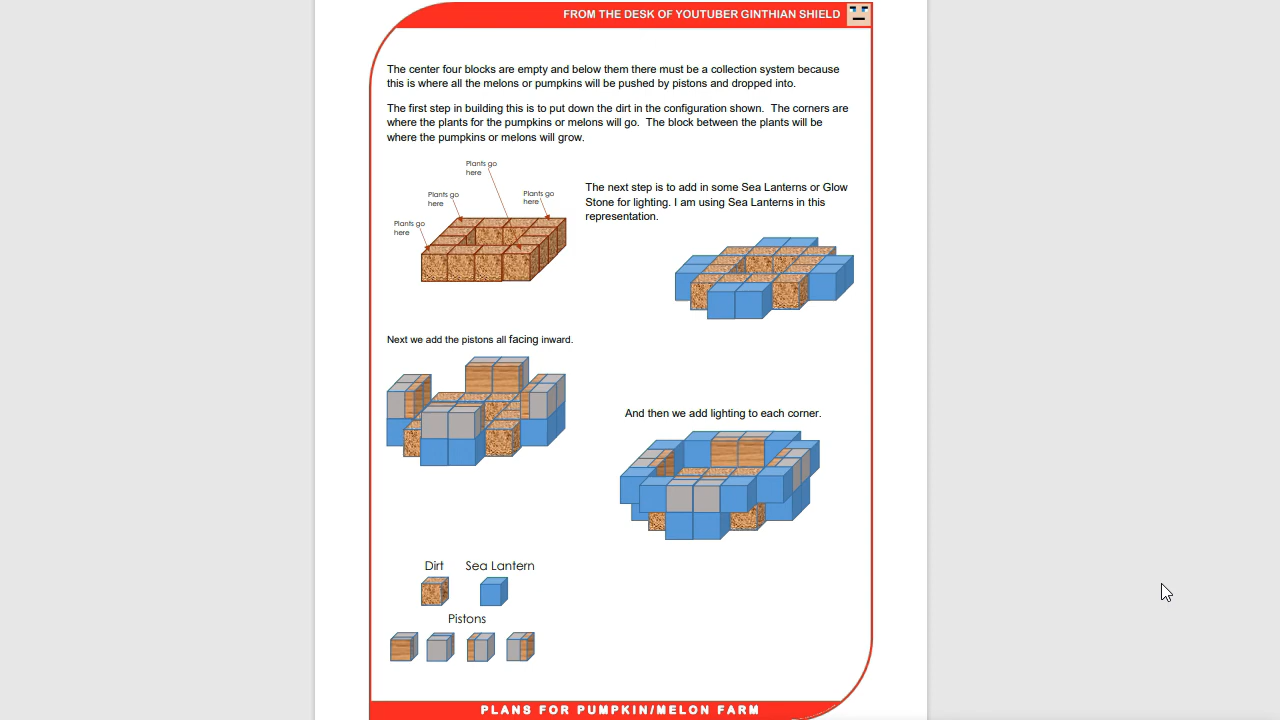 FROM THE DESK OF YOUTUBER GINTHIAN SHIELD
The center four blocks are empty and below them there must be a collection system because
this is where all the melons or pumpkins will be pushed by pistons and dropped into.
The first step in building this is to put down the dirt in the configuration shown.  The corners are
where the plants for the pumpkins or melons will go.  The block between the plants will be
where the pumpkins or melons will grow.
Plants go
here
Plants go
here
Plants go
here
Plants go
here
The next step is to add in some Sea Lanterns or Glow
Stone for lighting. I am using Sea Lanterns in this
representation.
Next we add the pistons all facing inward.
And then we add lighting to each corner.
Dirt
Sea Lantern
Pistons
PLANS FOR PUMPKIN/MELON FARM